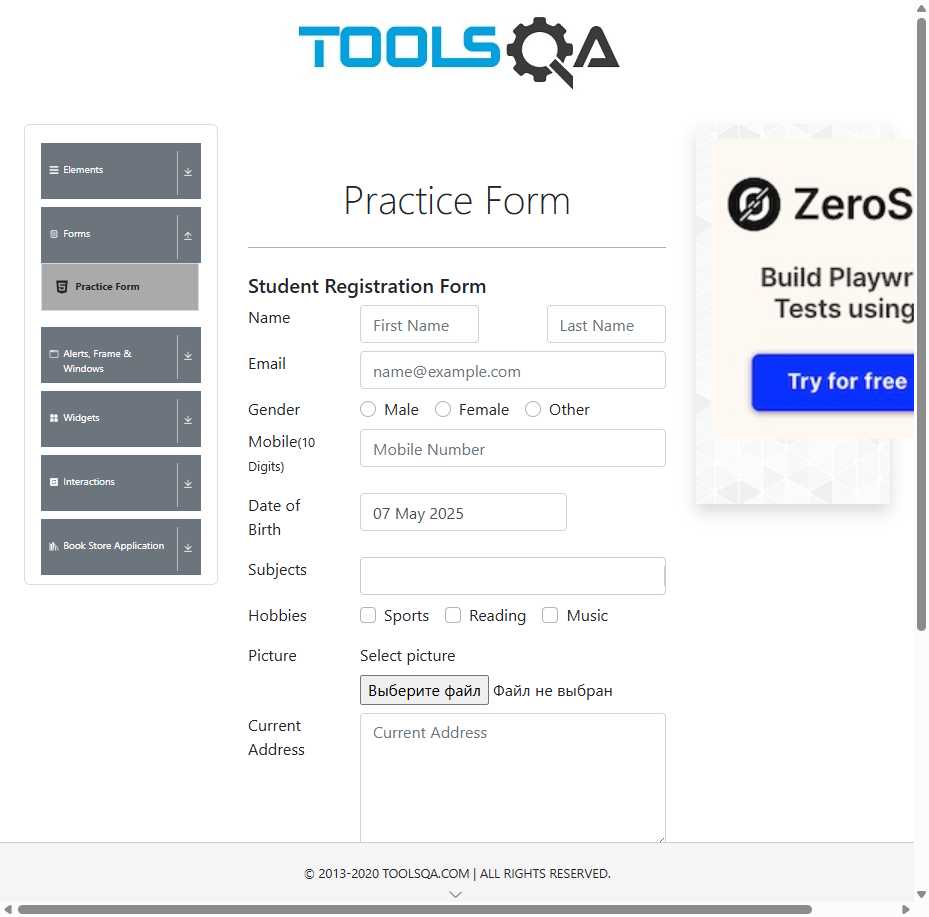 TOOLSQA
Elements
Forms
Practice Form
Alerts, Frame &
Windows
Widgets
Interactions
Book Store Application
Practice Form
Student Registration Form
Name
First Name
Last Name
Email
name@example.com
Gender
Male
Female
Other
Mobile(10
Digits)
Mobile Number
Date of
Birth
07 May 2025
Subjects
Hobbies
Sports
Reading
Music
Picture
Select picture
Выберите файл
Файл не выбран
Current
Address
Current Address
ZeroS
Build Playwr
Tests using
Try for free
© 2013-2020 TOOLSQA.COM | ALL RIGHTS RESERVED.